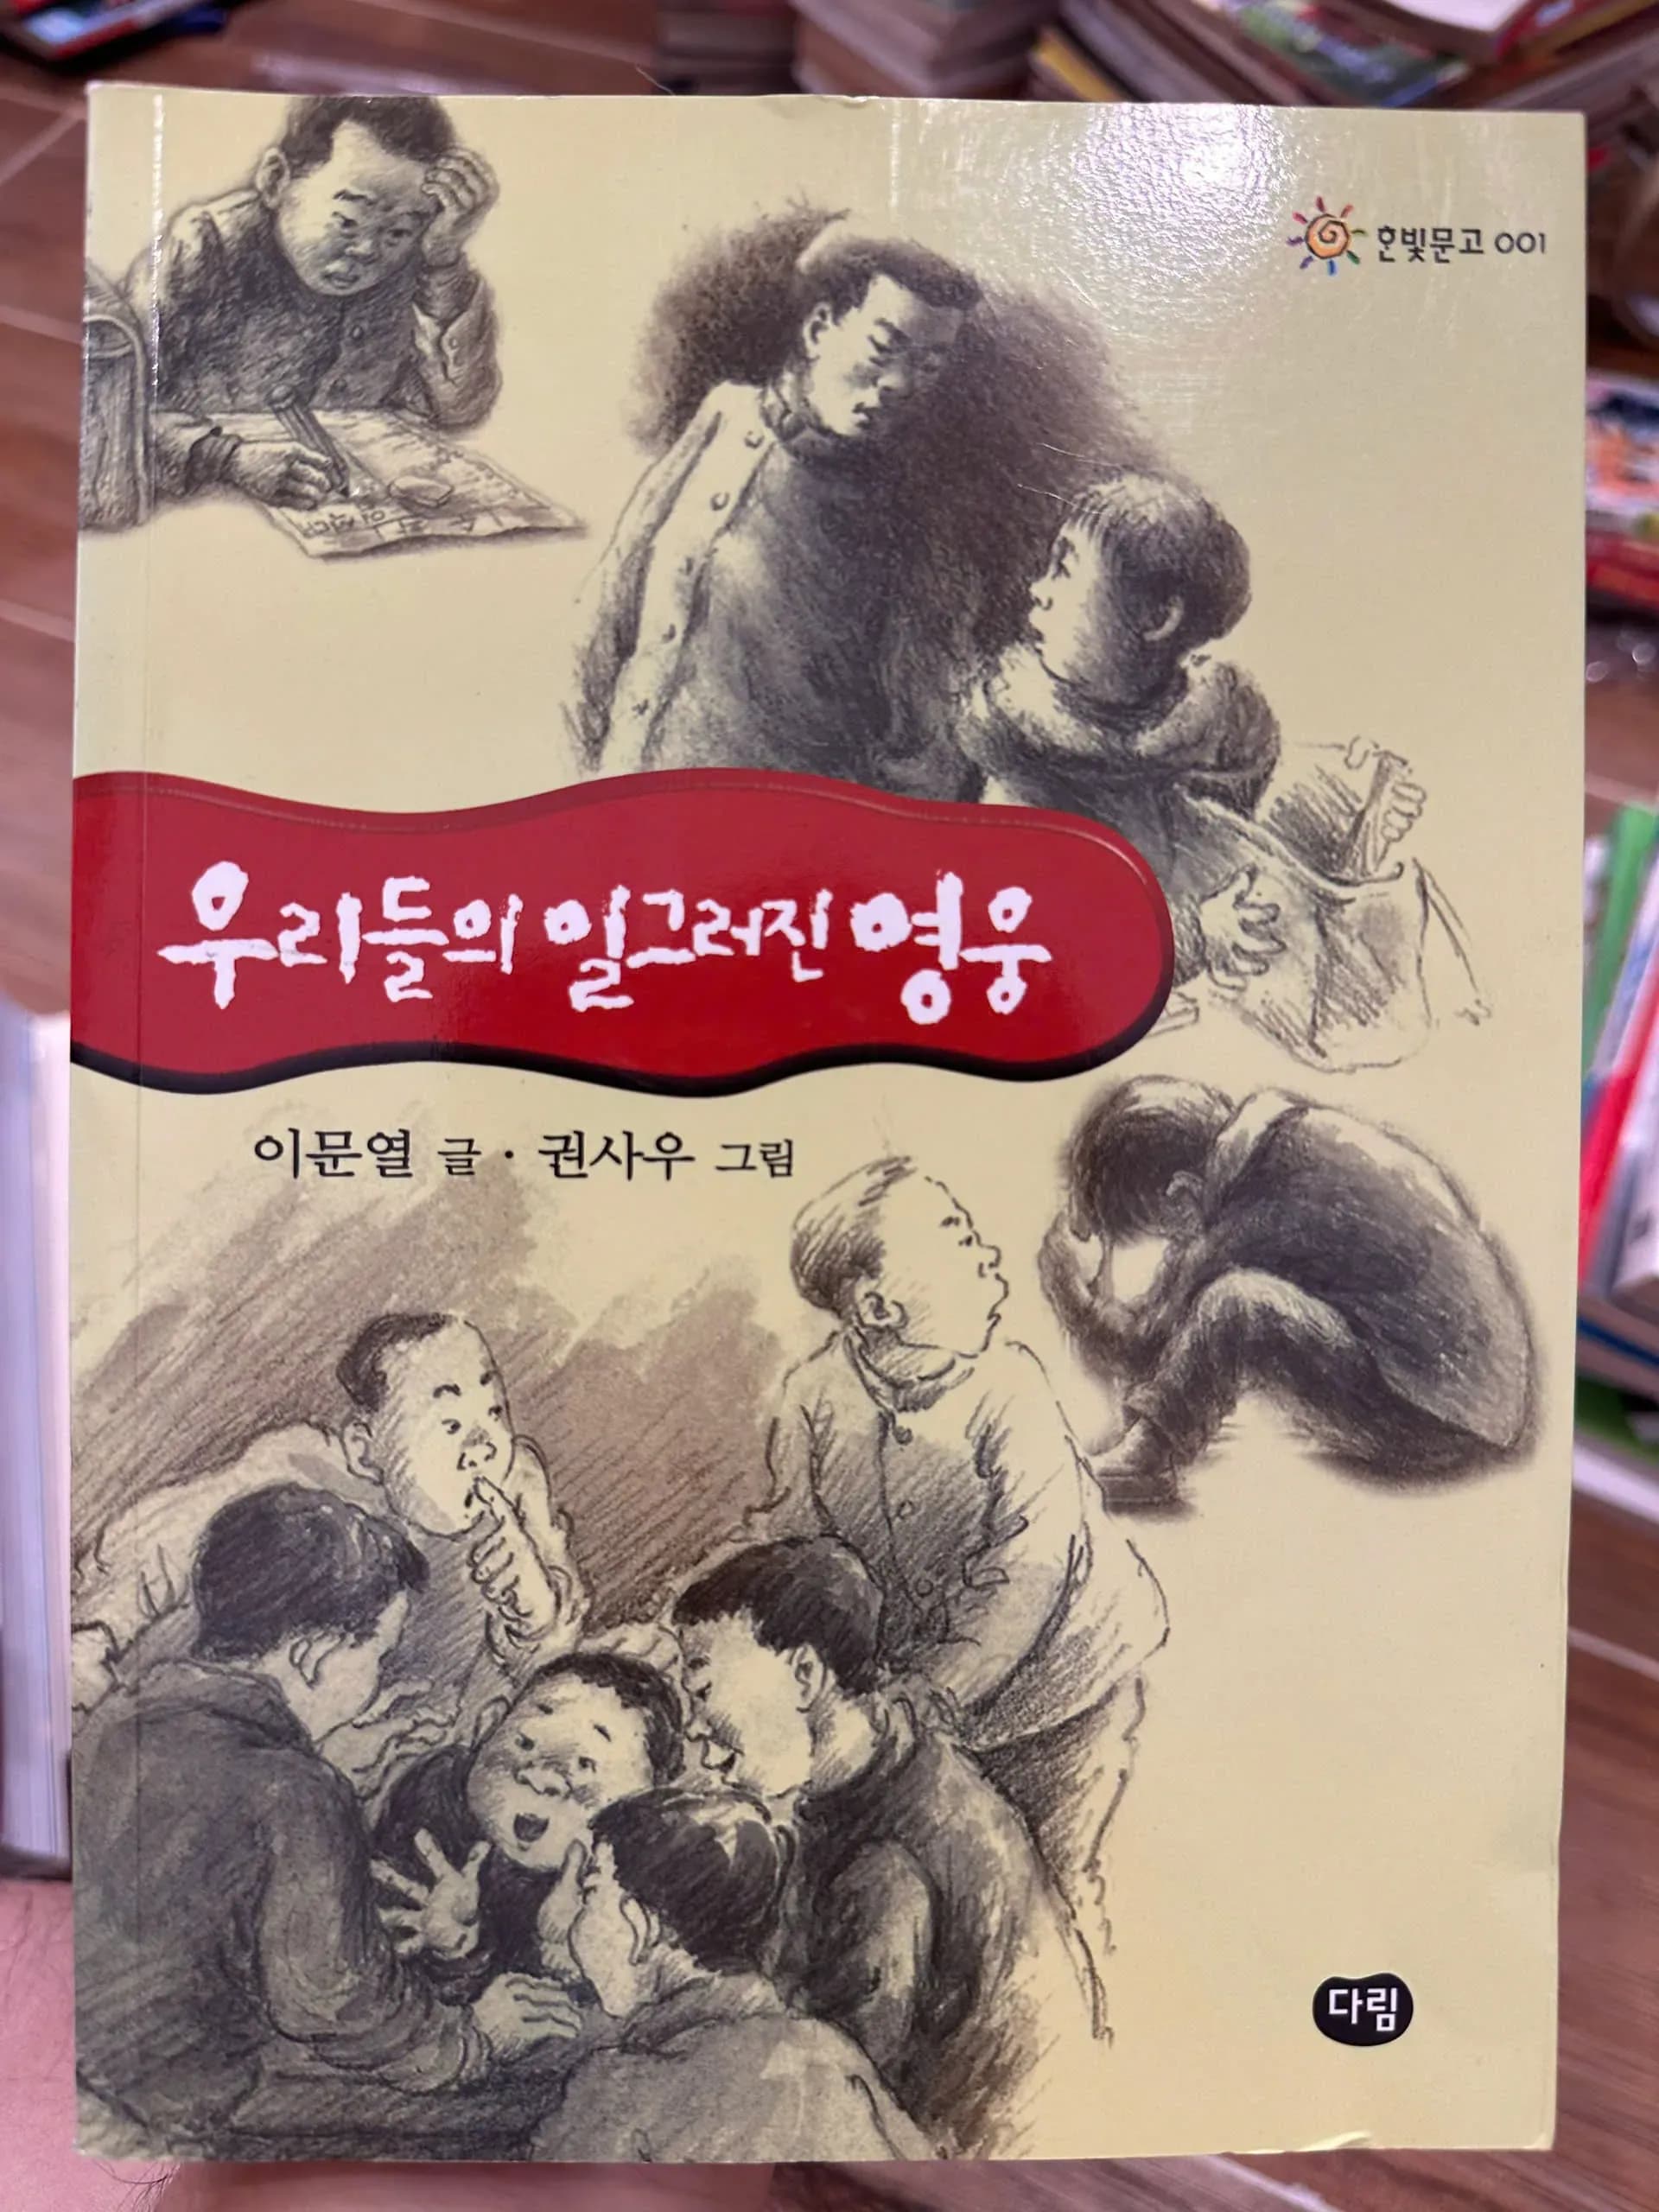 혼빛문고 001
우리들의 일그러진 영웅
이문열 글 · 권사우 그림
다림